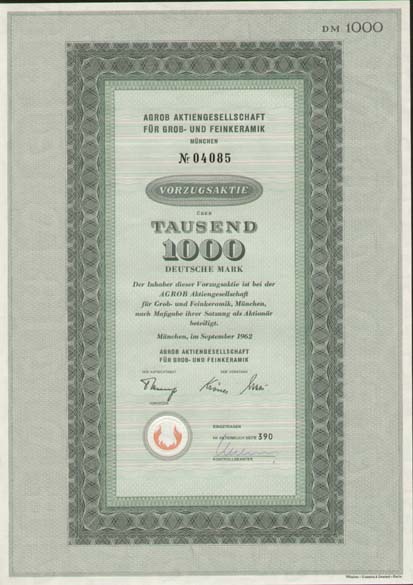 DM 1000
AGROB AKTIENGESELLSCHAFT
FÜR GROB- UND FEINKERAMIK
MÜNCHEN
№ 04085
VORZUGSAKTIE
ÜBER
TAUSEND
1000
DEUTSCHE MARK
Der Inhaber dieser Vorzugsaktie ist bei der
AGROB Aktiengesellschaft
für Grob- und Feinkeramik, München,
nach Maßgabe ihrer Satzung als Aktionär
beteiligt.
München, im September 1962
AGROB AKTIENGESELLSCHAFT
FÜR GROB- UND FEINKERAMIK
DER AUFSICHTSRAT DER VORSTAND
VORSITZER
EINGETRAGEN
IM AKTIENBUCH SEITE 390
KONTROLLBEAMTER